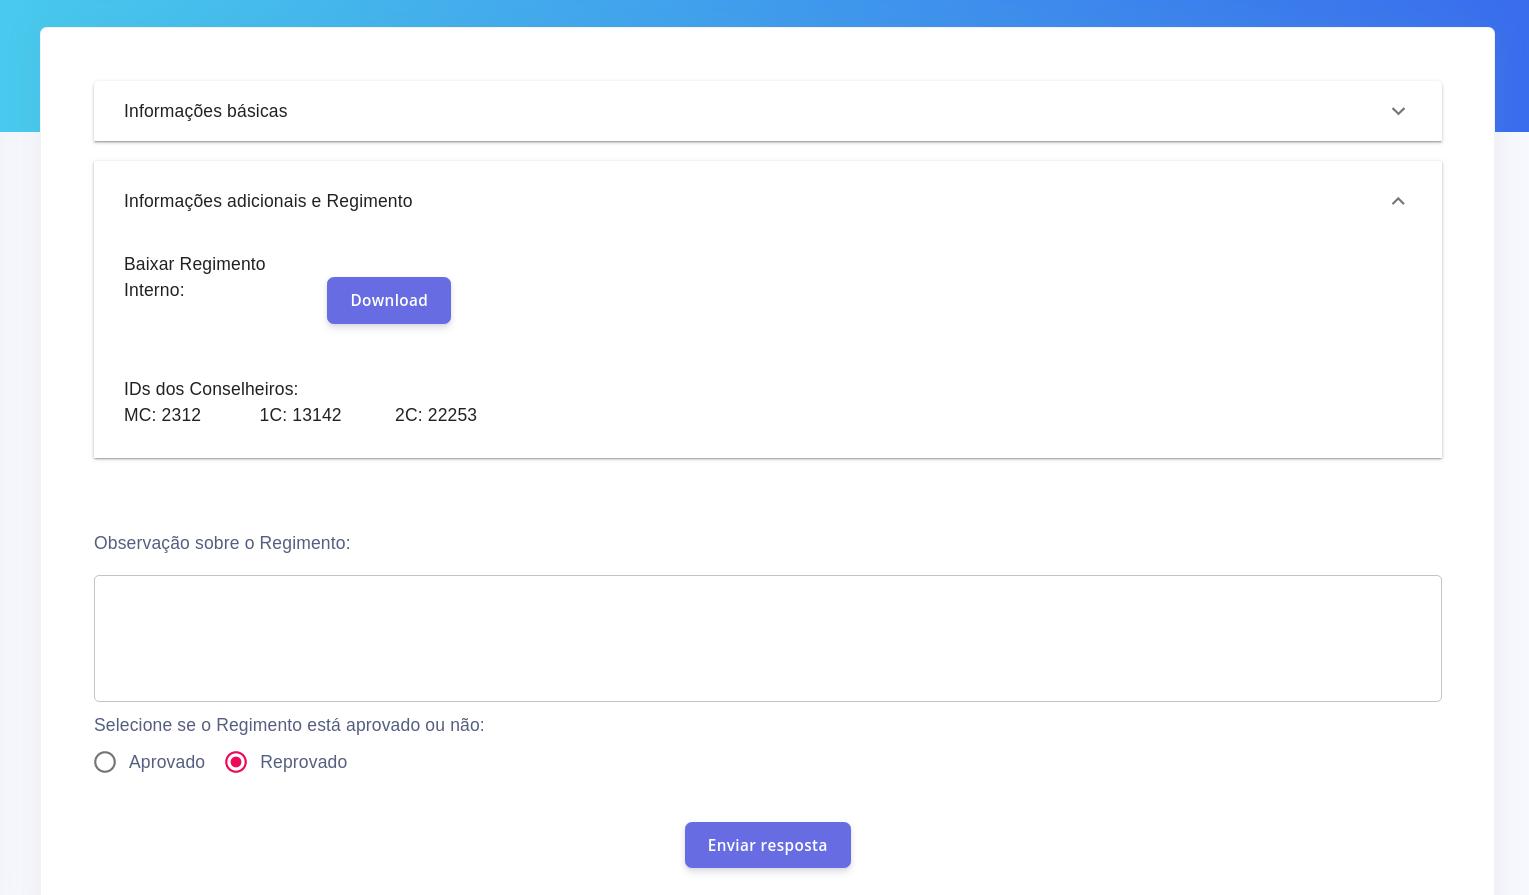 Informações básicas
Informações adicionais e Regimento
Baixar Regimento
Interno:
Download
IDs dos Conselheiros:
MC: 2312 1C: 13142 2C: 22253
Observação sobre o Regimento:
Selecione se o Regimento está aprovado ou não:
Aprovado Reprovado
Enviar resposta